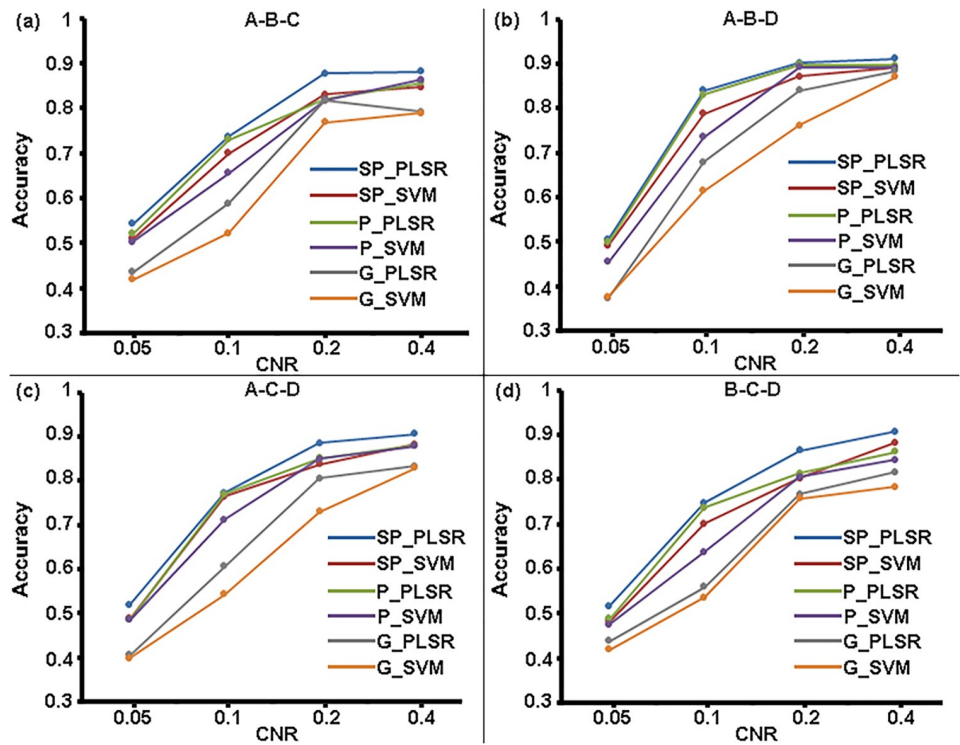 (a)
A-B-C
1
0.9
0.8
0.7
0.6
0.5
0.4
0.3
Accuracy
SP_PLSR
SP_SVM
P_PLSR
P_SVM
G_PLSR
G_SVM
0.05 0.1 0.2 0.4
CNR
(b)
A-B-D
1
0.9
0.8
0.7
0.6
0.5
0.4
0.3
Accuracy
SP_PLSR
SP_SVM
P_PLSR
P_SVM
G_PLSR
G_SVM
0.05 0.1 0.2 0.4
CNR
(c)
A-C-D
1
0.9
0.8
0.7
0.6
0.5
0.4
0.3
Accuracy
SP_PLSR
SP_SVM
P_PLSR
P_SVM
G_PLSR
G_SVM
0.05 0.1 0.2 0.4
CNR
(d)
B-C-D
1
0.9
0.8
0.7
0.6
0.5
0.4
0.3
Accuracy
SP_PLSR
SP_SVM
P_PLSR
P_SVM
G_PLSR
G_SVM
0.05 0.1 0.2 0.4
CNR